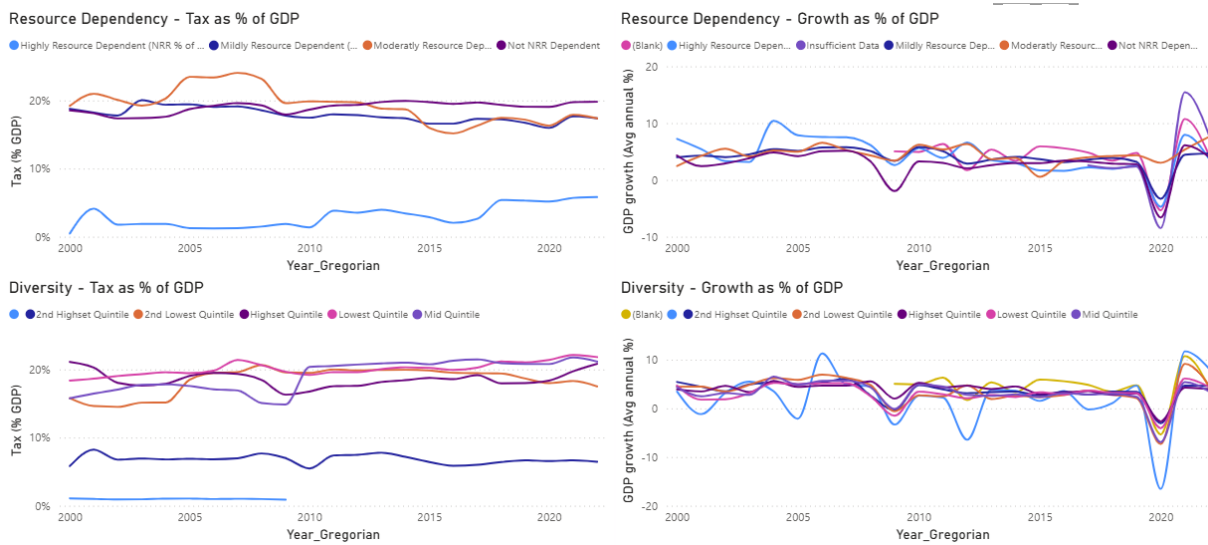 Resource Dependency - Tax as % of GDP
Highly Resource Dependent (NRR % of ... Mildly Resource Dependent (... Moderatly Resource Dep... Not NRR Dependent
Tax (% GDP)
20%
10%
0%
2000 2005 2010 2015 2020
Year_Gregorian
Resource Dependency - Growth as % of GDP
(Blank) Highly Resource Depen... Insufficient Data Mildly Resource Dep... Moderatly Resourc... Not NRR Depen...
GDP growth (Avg annual %)
20
10
0
-10
2000 2005 2010 2015 2020
Year_Gregorian
Diversity - Tax as % of GDP
2nd Highset Quintile 2nd Lowest Quintile Highset Quintile Lowest Quintile Mid Quintile
Tax (% GDP)
20%
10%
0%
2000 2005 2010 2015 2020
Year_Gregorian
Diversity - Growth as % of GDP
(Blank) 2nd Highset Quintile 2nd Lowest Quintile Highset Quintile Lowest Quintile Mid Quintile
GDP growth (Avg annual %)
10
0
-10
-20
2000 2005 2010 2015 2020
Year_Gregorian